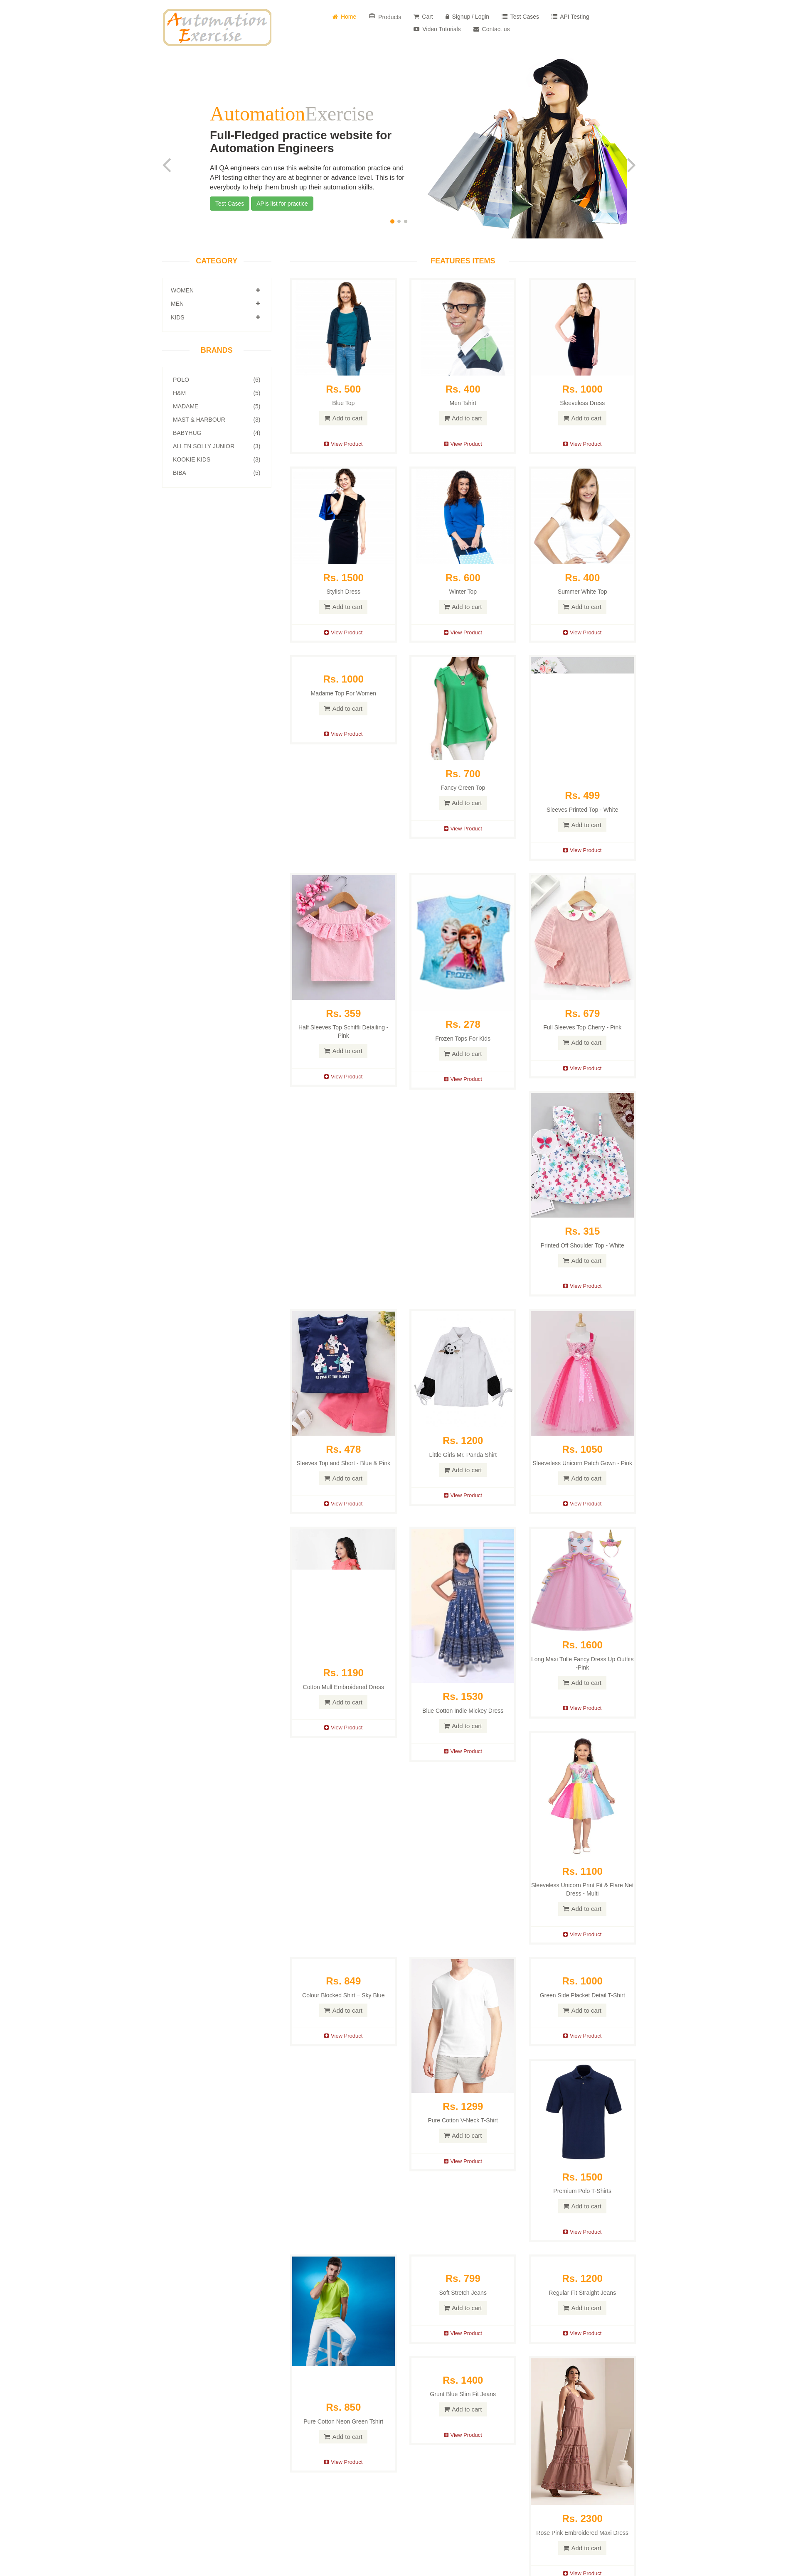 Automation
Exercise
Home
Products
Cart
Signup / Login
Test Cases
API Testing
Video Tutorials
Contact us
AutomationExercise
Full-Fledged practice website for
Automation Engineers
All QA engineers can use this website for automation practice and
API testing either they are at beginner or advance level. This is for
everybody to help them brush up their automation skills.
Test Cases
APIs list for practice
CATEGORY
WOMEN
MEN
KIDS
BRANDS
POLO (6)
H&M (5)
MADAME (5)
MAST & HARBOUR (3)
BABYHUG (4)
ALLEN SOLLY JUNIOR (3)
KOOKIE KIDS (3)
BIBA (5)
FEATURES ITEMS
Rs. 500
Blue Top
Add to cart
View Product
Rs. 400
Men Tshirt
Add to cart
View Product
Rs. 1000
Sleeveless Dress
Add to cart
View Product
Rs. 1500
Stylish Dress
Add to cart
View Product
Rs. 600
Winter Top
Add to cart
View Product
Rs. 400
Summer White Top
Add to cart
View Product
Rs. 1000
Madame Top For Women
Add to cart
View Product
Rs. 700
Fancy Green Top
Add to cart
View Product
Rs. 499
Sleeves Printed Top - White
Add to cart
View Product
Rs. 359
Half Sleeves Top Schiffli Detailing -
Pink
Add to cart
View Product
FROZEN
Rs. 278
Frozen Tops For Kids
Add to cart
View Product
Rs. 679
Full Sleeves Top Cherry - Pink
Add to cart
View Product
Rs. 315
Printed Off Shoulder Top - White
Add to cart
View Product
Rs. 478
Sleeves Top and Short - Blue & Pink
Add to cart
View Product
Rs. 1200
Little Girls Mr. Panda Shirt
Add to cart
View Product
Rs. 1050
Sleeveless Unicorn Patch Gown - Pink
Add to cart
View Product
Rs. 1190
Cotton Mull Embroidered Dress
Add to cart
View Product
Rs. 1530
Blue Cotton Indie Mickey Dress
Add to cart
View Product
Rs. 1600
Long Maxi Tulle Fancy Dress Up Outfits
-Pink
Add to cart
View Product
Rs. 1100
Sleeveless Unicorn Print Fit & Flare Net
Dress - Multi
Add to cart
View Product
Rs. 849
Colour Blocked Shirt – Sky Blue
Add to cart
View Product
Rs. 1299
Pure Cotton V-Neck T-Shirt
Add to cart
View Product
Rs. 1000
Green Side Placket Detail T-Shirt
Add to cart
View Product
Rs. 1500
Premium Polo T-Shirts
Add to cart
View Product
Rs. 850
Pure Cotton Neon Green Tshirt
Add to cart
View Product
Rs. 799
Soft Stretch Jeans
Add to cart
View Product
Rs. 1200
Regular Fit Straight Jeans
Add to cart
View Product
Rs. 1400
Grunt Blue Slim Fit Jeans
Add to cart
View Product
Rs. 2300
Rose Pink Embroidered Maxi Dress
Add to cart
View Product